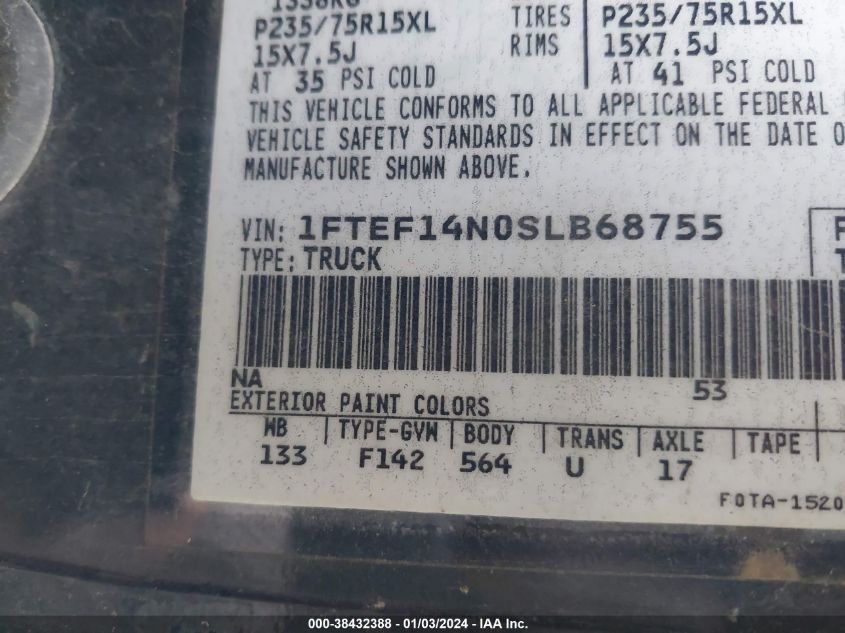 P235/75R15XL TIRES P235/75R15XL
15X7.5J RIMS 15X7.5J
AT 35 PSI COLD AT 41 PSI COLD
THIS VEHICLE CONFORMS TO ALL APPLICABLE FEDERAL
VEHICLE SAFETY STANDARDS IN EFFECT ON THE DATE O
MANUFACTURE SHOWN ABOVE.
VIN: 1FTEF14N0SLB68755
TYPE: TRUCK
NA 53
EXTERIOR PAINT COLORS
WB TYPE-GVW BODY TRANS AXLE TAPE
133 F142 564 U 17
F0TA-1520
000-38432388 - 01/03/2024 - IAA Inc.